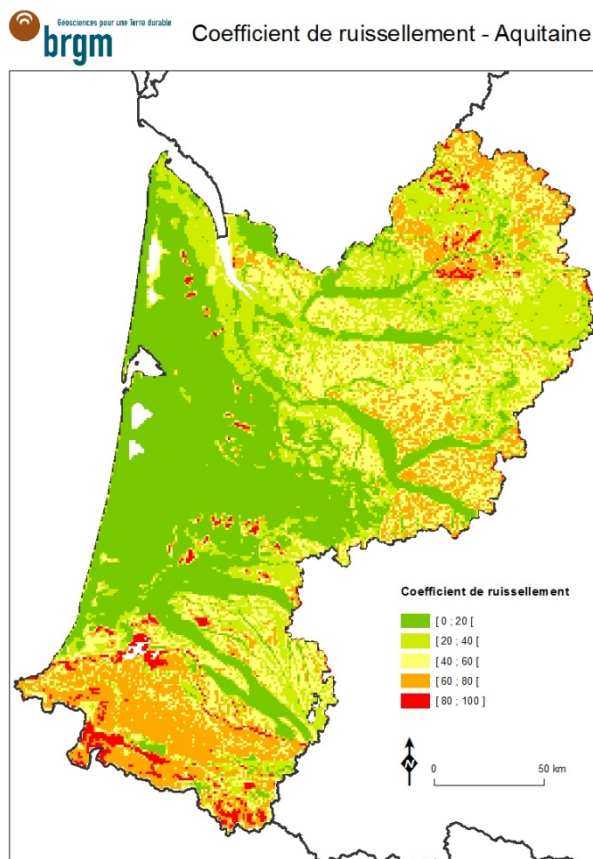 Géosciences pour une Terre durable
brgm
Coefficient de ruissellement - Aquitaine
Coefficient de ruissellement
[ 0 ; 20 [
[ 20 ; 40 [
[ 40 ; 60 [
[ 60 ; 80 [
[ 80 ; 100 ]
N
0 50 km